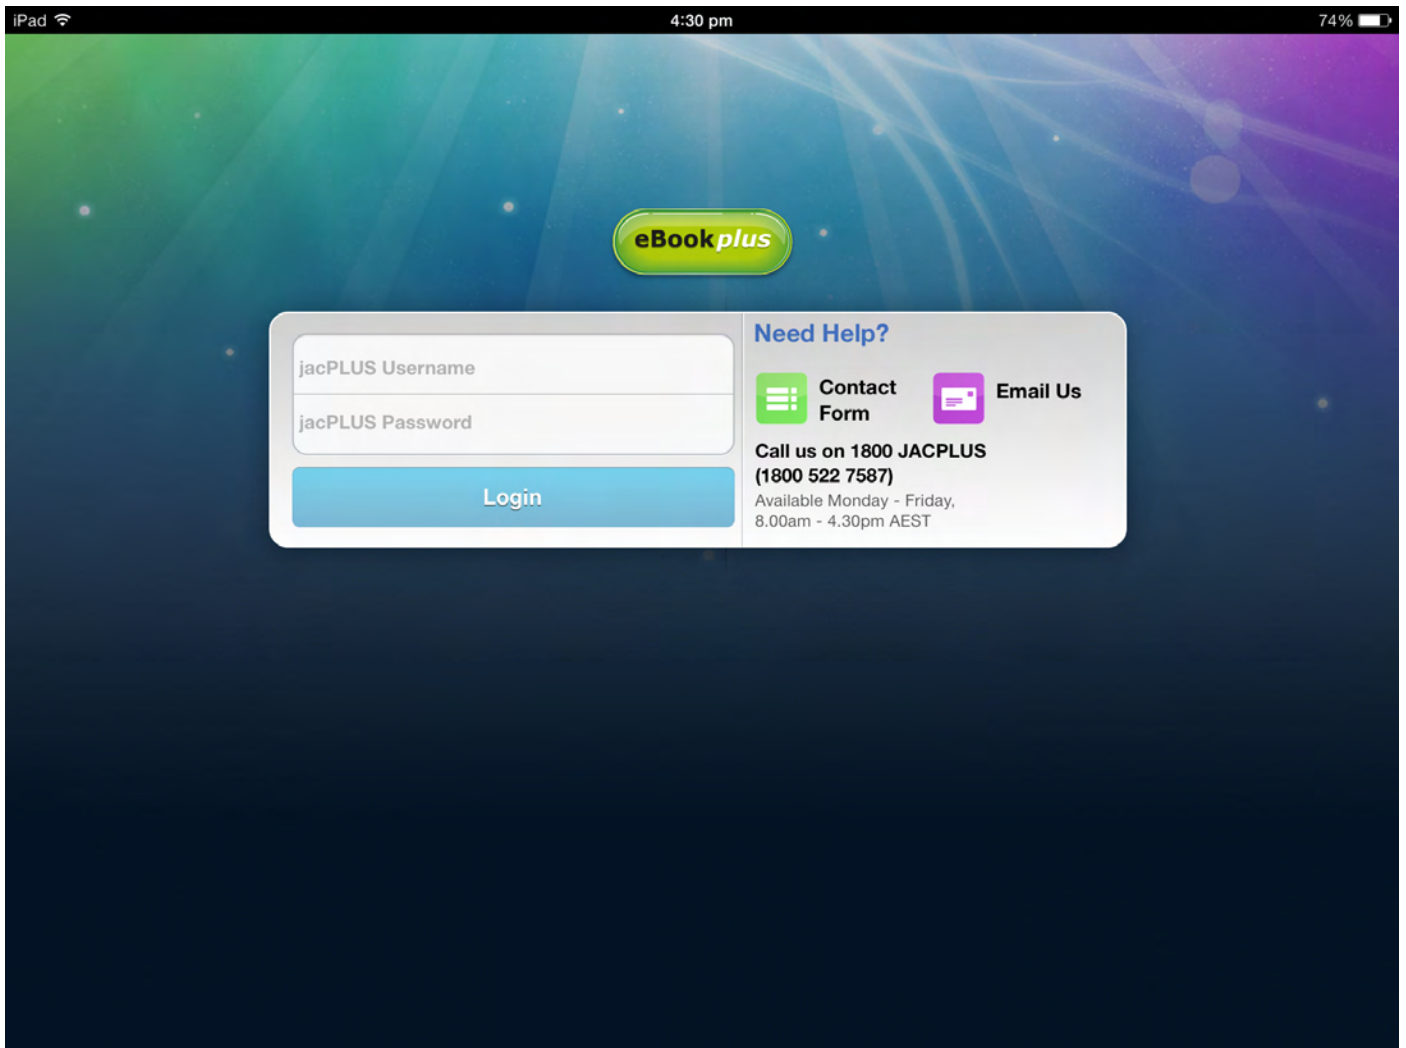 iPad
4:30 pm
74%
eBookplus
jacPLUS Username
jacPLUS Password
Login
Need Help?
Contact
Form
Email Us
Call us on 1800 JACPLUS
(1800 522 7587)
Available Monday - Friday,
8.00am - 4.30pm AEST